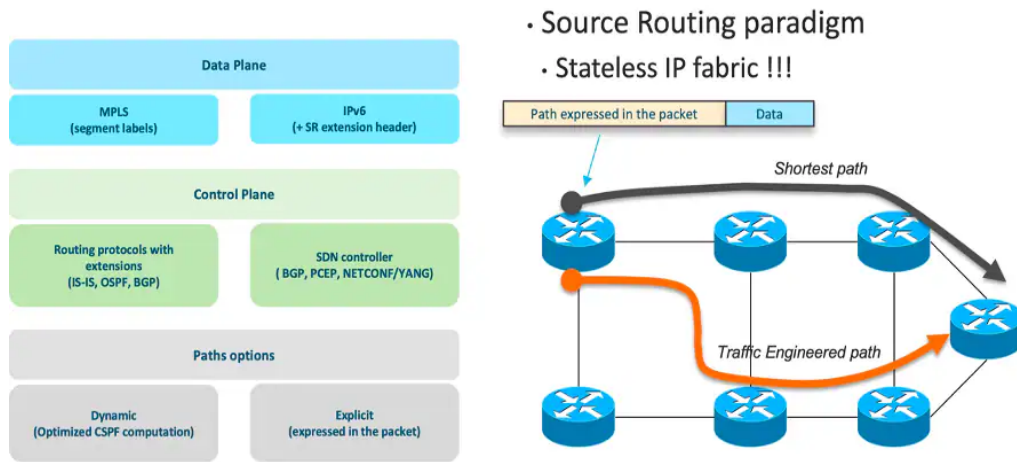 Data Plane
MPLS
(segment labels)
IPv6
(+ SR extension header)
Control Plane
Routing protocols with
extensions
(IS-IS, OSPF, BGP)
SDN controller
( BGP, PCEP, NETCONF/YANG)
Paths options
Dynamic
(Optimized CSPF computation)
Explicit
(expressed in the packet)
• Source Routing paradigm
• Stateless IP fabric !!!
Path expressed in the packet
Data
Shortest path
Traffic Engineered path